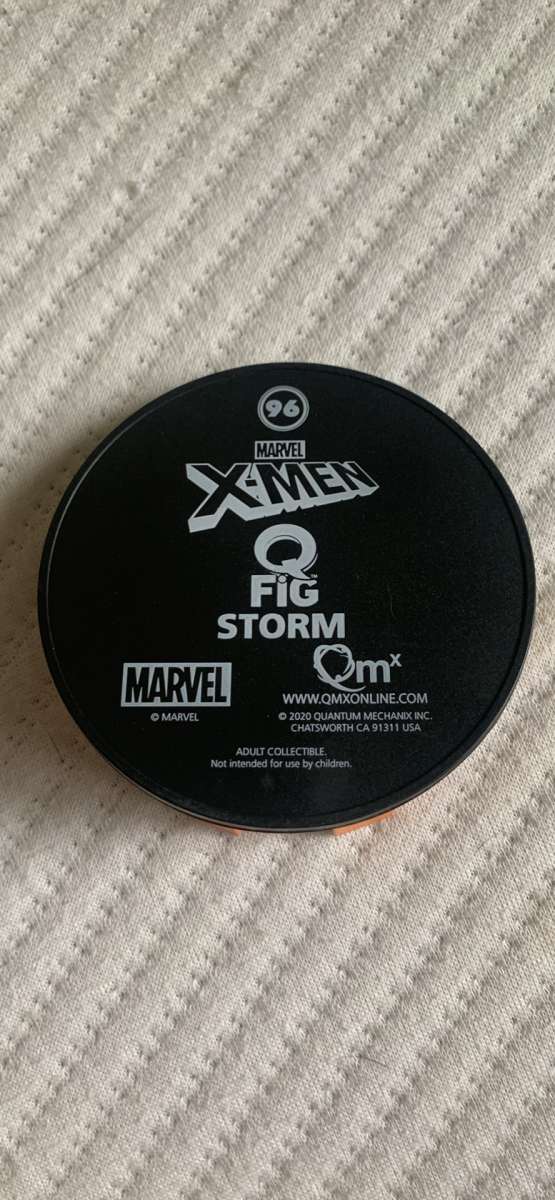 96
MARVEL
X-MEN
Q
FiG™
STORM
MARVEL
© MARVEL
Qmx
WWW.QMXONLINE.COM
© 2020 QUANTUM MECHANIX INC.
CHATSWORTH CA 91311 USA
ADULT COLLECTIBLE.
Not intended for use by children.